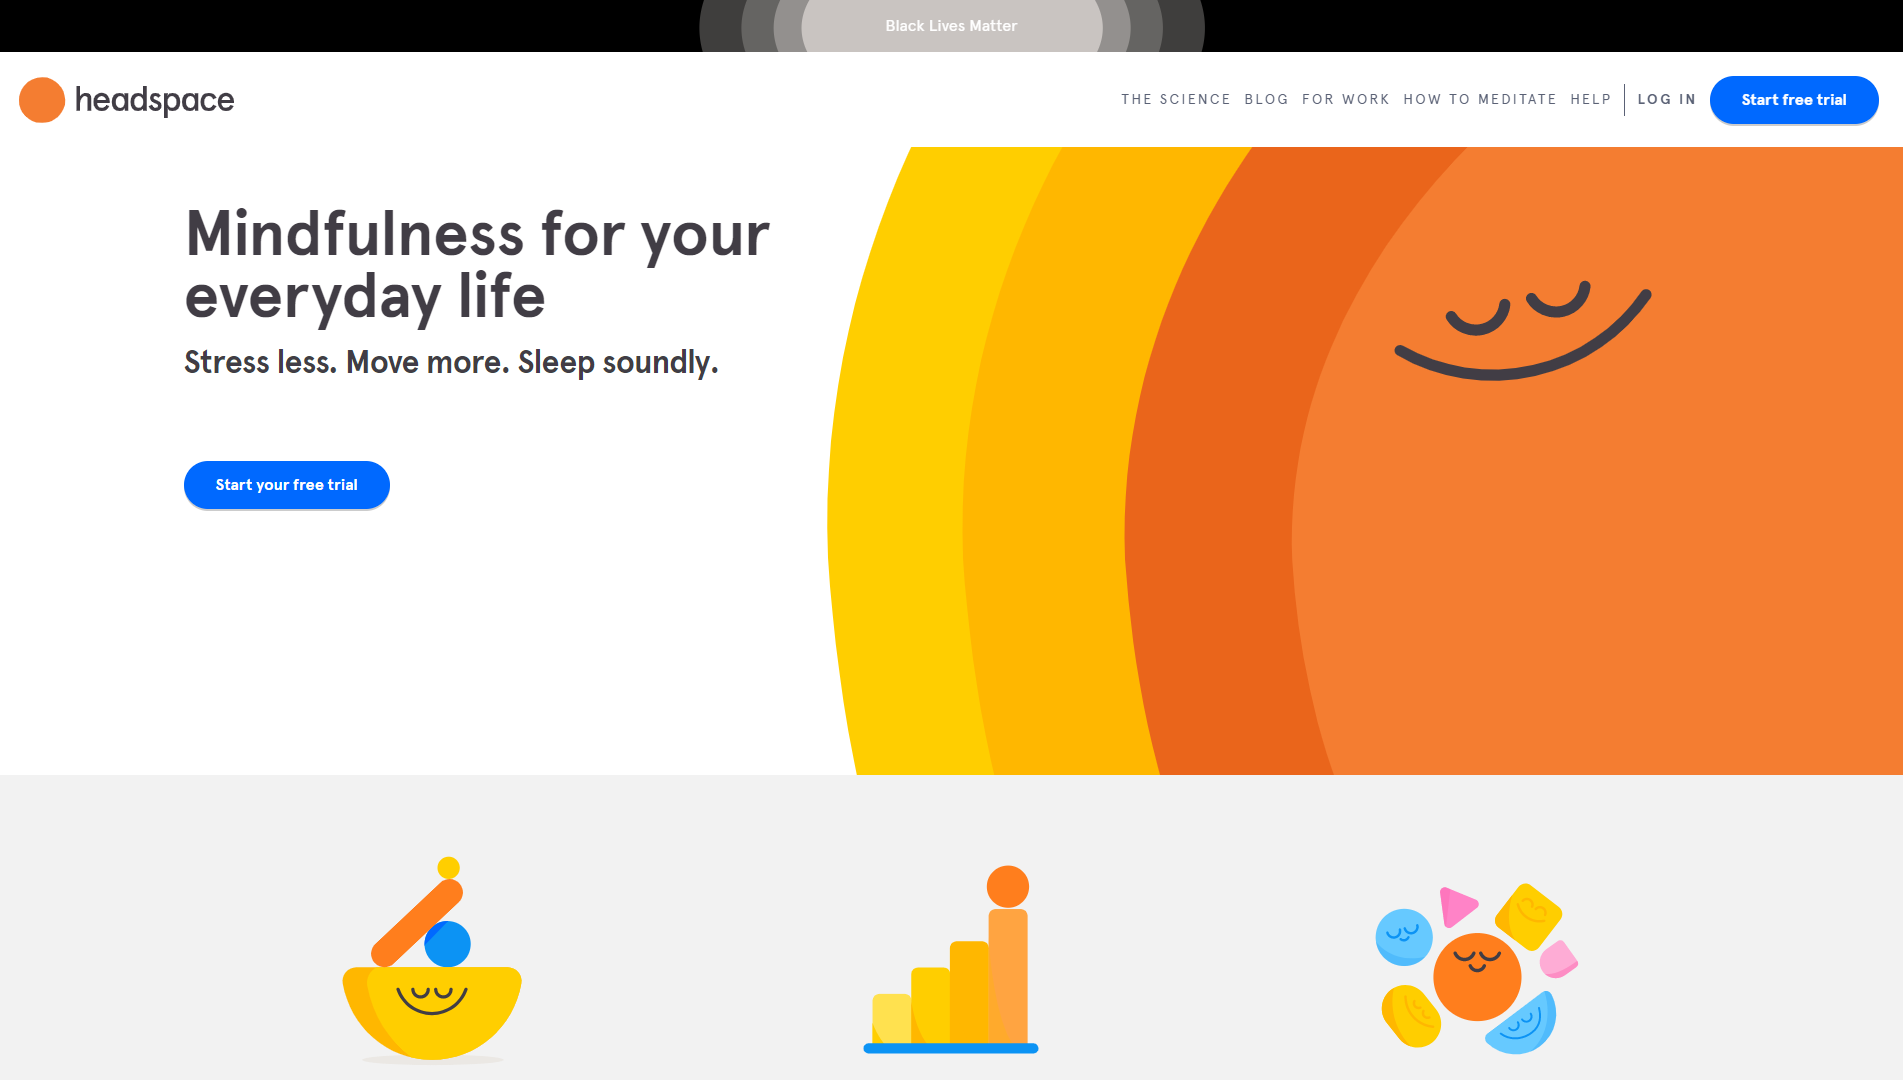 Black Lives Matter
headspace
THE SCIENCE BLOG FOR WORK HOW TO MEDITATE HELP LOG IN Start free trial
Mindfulness for your
everyday life
Stress less. Move more. Sleep soundly.
Start your free trial